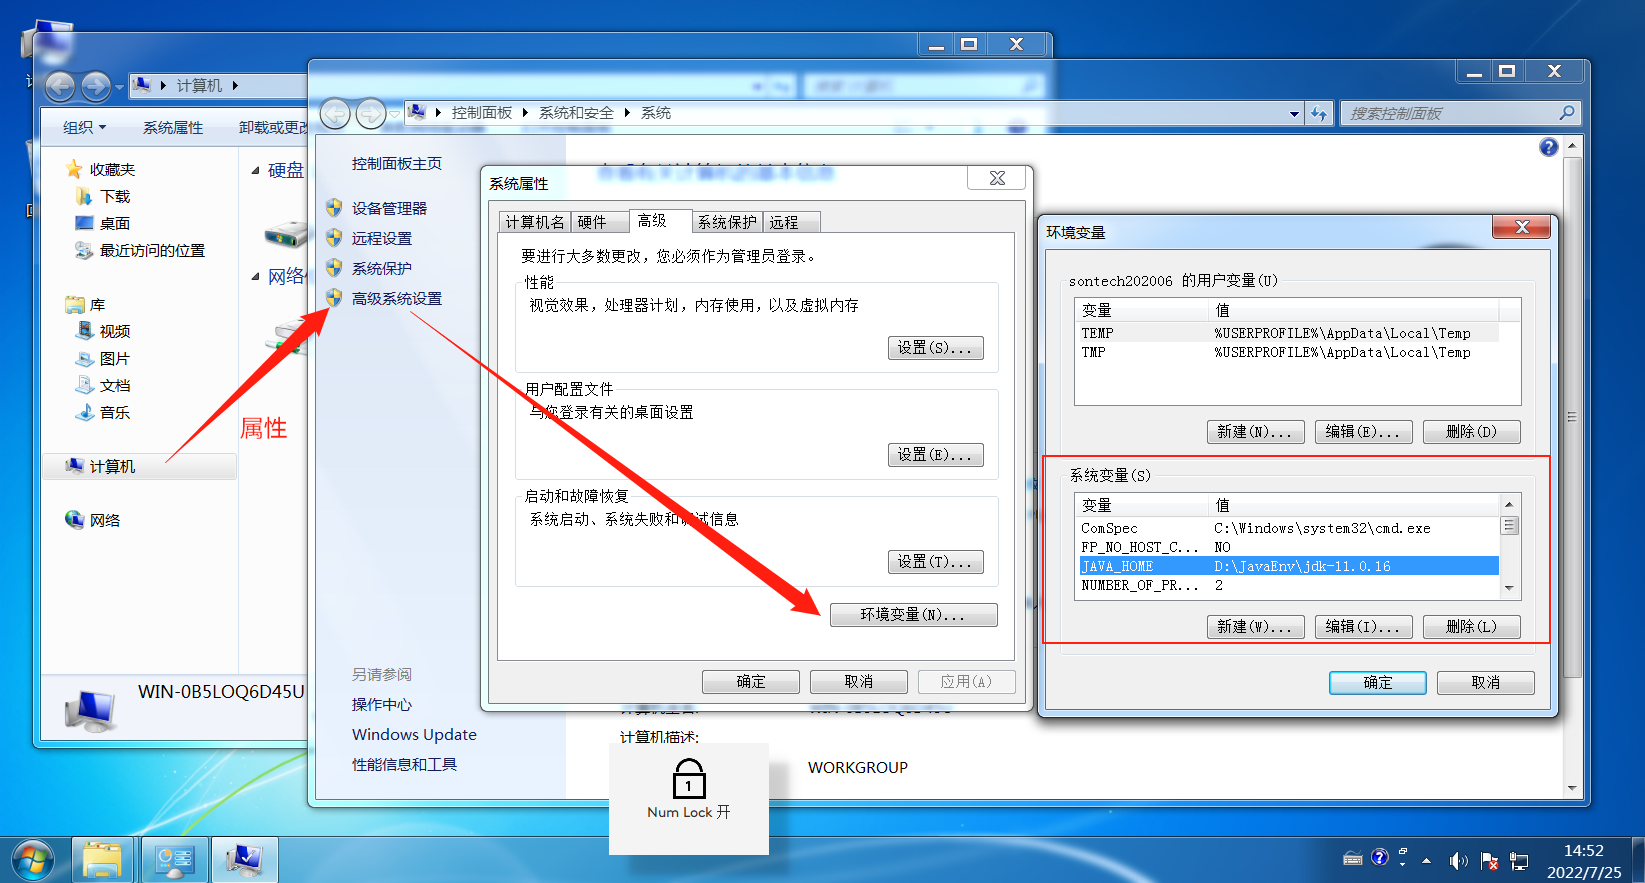 计算机
组织
系统属性
卸载或更改
收藏夹
下载
桌面
最近访问的位置
库
视频
图片
文档
音乐
计算机
网络
硬盘
网络
属性
WIN-0B5LOQ6D45U
控制面板
系统和安全
系统
搜索控制面板
控制面板主页
设备管理器
远程设置
系统保护
高级系统设置
另请参阅
操作中心
Windows Update
性能信息和工具
查看有关计算机的基本信息
计算机描述:
WORKGROUP
系统属性
计算机名 硬件 高级 系统保护 远程
要进行大多数更改，您必须作为管理员登录。
性能
视觉效果，处理器计划，内存使用，以及虚拟内存
设置(S)...
用户配置文件
与您登录有关的桌面设置
设置(E)...
启动和故障恢复
系统启动、系统失败和调试信息
设置(T)...
环境变量(N)...
确定 取消 应用(A)
环境变量
sontech202006 的用户变量(U)
变量 值
TEMP %USERPROFILE%\AppData\Local\Temp
TMP %USERPROFILE%\AppData\Local\Temp
新建(N)... 编辑(E)... 删除(D)
系统变量(S)
变量 值
ComSpec C:\Windows\system32\cmd.exe
FP_NO_HOST_C... NO
JAVA_HOME D:\JavaEnv\jdk-11.0.16
NUMBER_OF_PR... 2
新建(W)... 编辑(I)... 删除(L)
确定 取消
1
Num Lock 开
14:52
2022/7/25